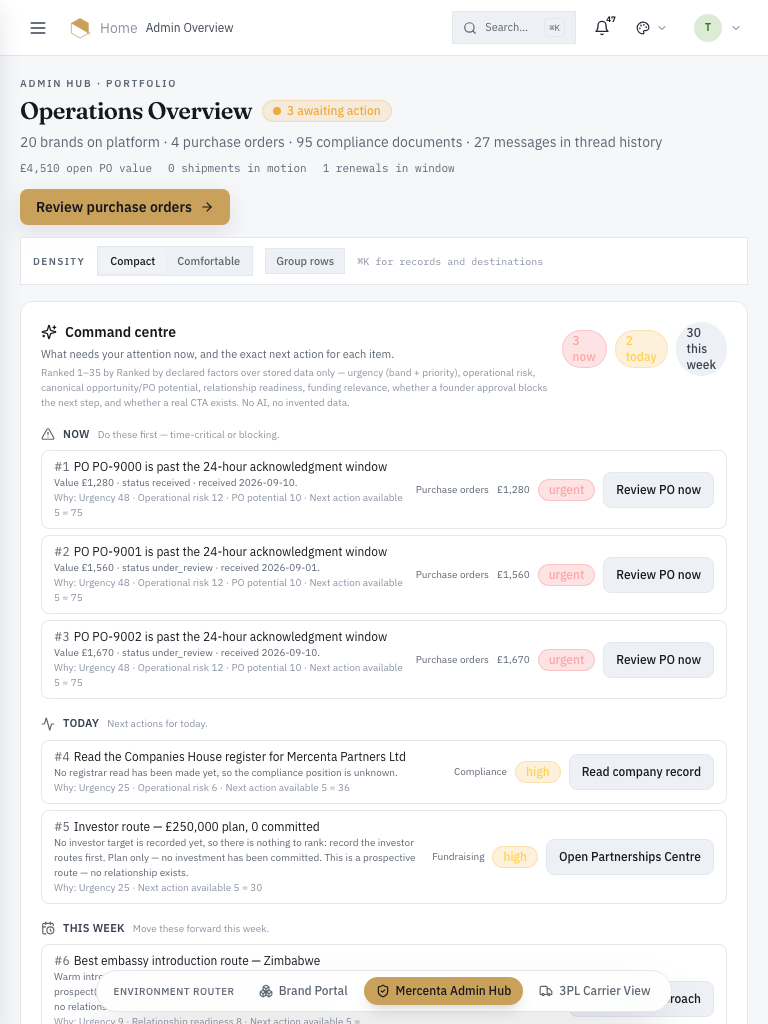 Home Admin Overview Search... ⌘K 47 T
ADMIN HUB · PORTFOLIO
Operations Overview 3 awaiting action
20 brands on platform · 4 purchase orders · 95 compliance documents · 27 messages in thread history
£4,510 open PO value 0 shipments in motion 1 renewals in window
Review purchase orders →
DENSITY Compact Comfortable Group rows ⌘K for records and destinations
Command centre
What needs your attention now, and the exact next action for each item.
Ranked 1–35 by Ranked by declared factors over stored data only — urgency (band + priority), operational risk,
canonical opportunity/PO potential, relationship readiness, funding relevance, whether a founder approval blocks
the next step, and whether a real CTA exists. No AI, no invented data.
3 now
2 today
30 this week
NOW Do these first — time-critical or blocking.
#1 PO PO-9000 is past the 24-hour acknowledgment window
Value £1,280 · status received · received 2026-09-10.
Why: Urgency 48 · Operational risk 12 · PO potential 10 · Next action available
5 = 75
Purchase orders £1,280 urgent Review PO now
#2 PO PO-9001 is past the 24-hour acknowledgment window
Value £1,560 · status under_review · received 2026-09-01.
Why: Urgency 48 · Operational risk 12 · PO potential 10 · Next action available
5 = 75
Purchase orders £1,560 urgent Review PO now
#3 PO PO-9002 is past the 24-hour acknowledgment window
Value £1,670 · status under_review · received 2026-09-10.
Why: Urgency 48 · Operational risk 12 · PO potential 10 · Next action available
5 = 75
Purchase orders £1,670 urgent Review PO now
TODAY Next actions for today.
#4 Read the Companies House register for Mercenta Partners Ltd
No registrar read has been made yet, so the compliance position is unknown.
Why: Urgency 25 · Operational risk 6 · Next action available 5 = 36
Compliance high Read company record
#5 Investor route — £250,000 plan, 0 committed
No investor target is recorded yet, so there is nothing to rank: record the investor
routes first. Plan only — no investment has been committed. This is a prospective
route — no relationship exists.
Why: Urgency 25 · Next action available 5 = 30
Fundraising high Open Partnerships Centre
THIS WEEK Move these forward this week.
#6 Best embassy introduction route — Zimbabwe
Warm
no
Why: Urgency 9 · Relationship readiness 8 · Next action available 5 =
ENVIRONMENT ROUTER Brand Portal Mercenta Admin Hub 3PL Carrier View